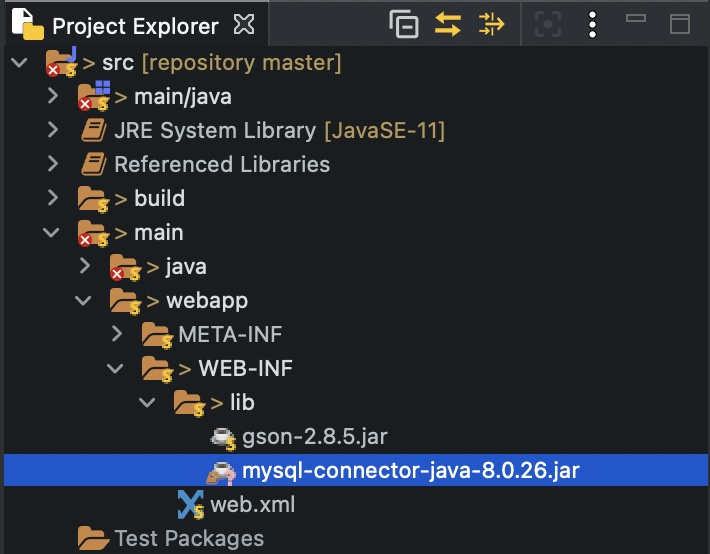 Project Explorer
> src [repository master]
> main/java
JRE System Library [JavaSE-11]
Referenced Libraries
> build
> main
> java
> webapp
META-INF
> WEB-INF
> lib
gson-2.8.5.jar
mysql-connector-java-8.0.26.jar
web.xml
Test Packages